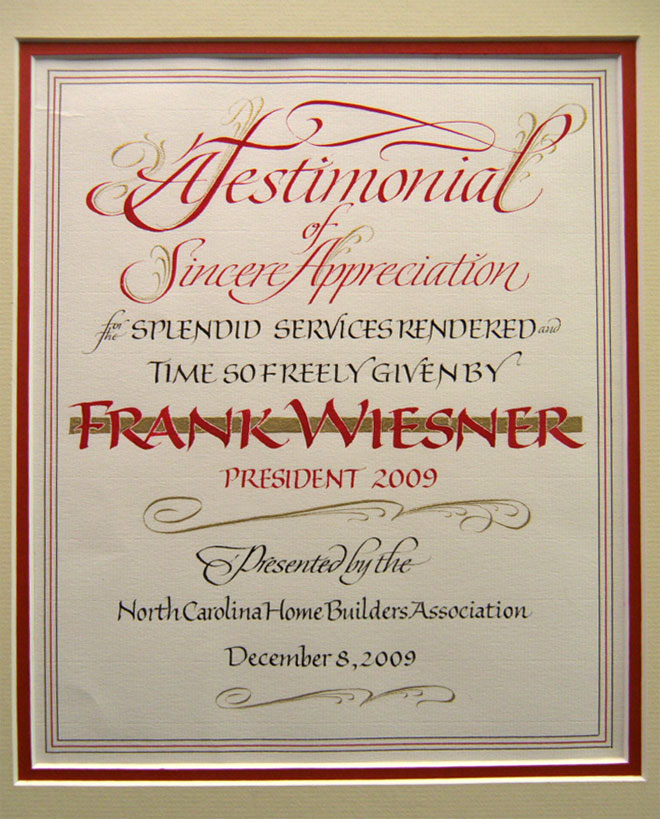 A Testimonial
of
Sincere Appreciation
for the SPLENDID SERVICES RENDERED and
TIME SO FREELY GIVEN BY
FRANK WIESNER
PRESIDENT 2009
Presented by the
North Carolina Home Builders Association
December 8, 2009